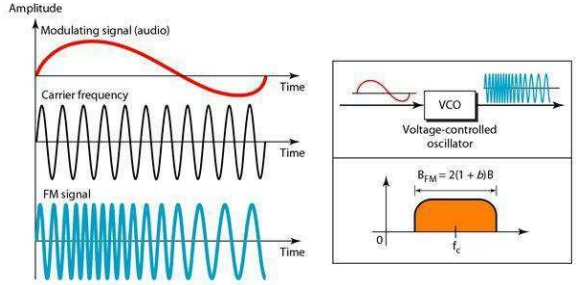 Amplitude
Modulating signal (audio)
Time
Carrier frequency
Time
FM signal
Time
VCO
Voltage-controlled
oscillator
B_FM = 2(1 + b)B
0
f_c